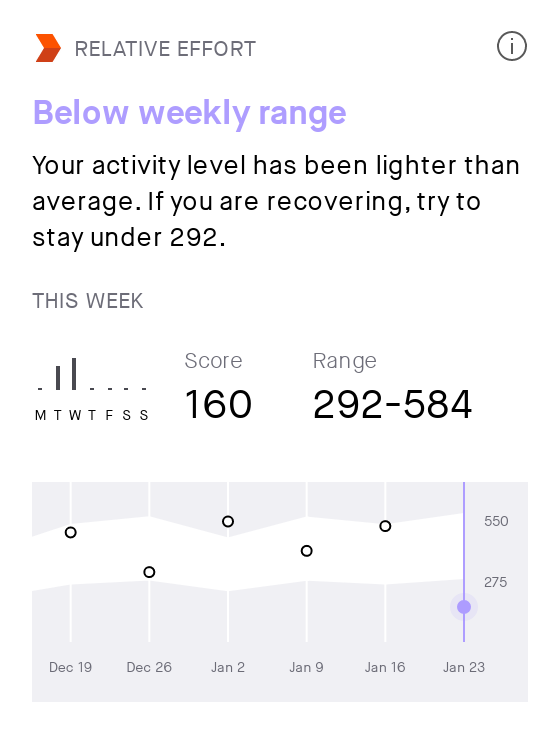 RELATIVE EFFORT
Below weekly range
Your activity level has been lighter than
average. If you are recovering, try to
stay under 292.
THIS WEEK
Score Range
160 292-584
M T W T F S S
550
275
Dec 19 Dec 26 Jan 2 Jan 9 Jan 16 Jan 23